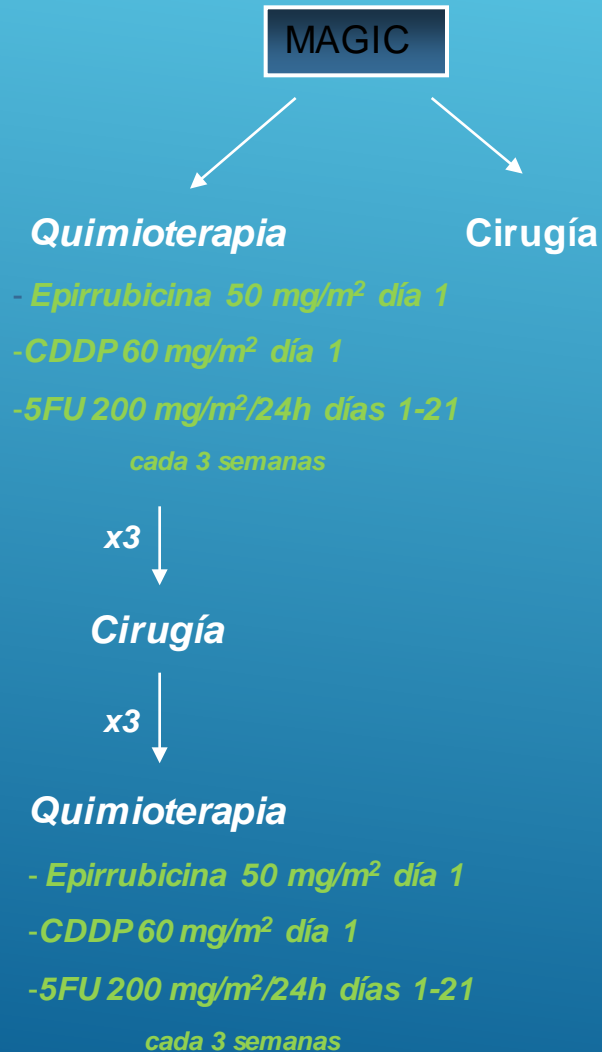 MAGIC
Quimioterapia
Cirugía
- Epirrubicina 50 mg/m² día 1
-CDDP 60 mg/m² día 1
-5FU 200 mg/m²/24h días 1-21
cada 3 semanas
x3
Cirugía
x3
Quimioterapia
- Epirrubicina 50 mg/m² día 1
-CDDP 60 mg/m² día 1
-5FU 200 mg/m²/24h días 1-21
cada 3 semanas